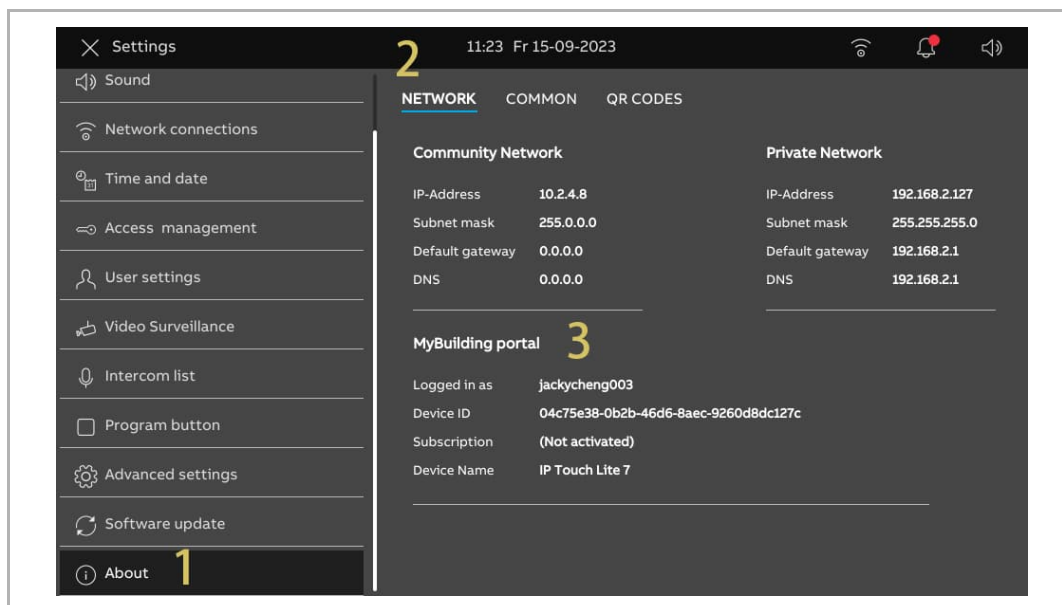 Settings
11:23 Fr 15-09-2023
Sound
Network connections
Time and date
Access management
User settings
Video Surveillance
Intercom list
Program button
Advanced settings
Software update
About
1
2
NETWORK COMMON QR CODES
Community Network
IP-Address 10.2.4.8
Subnet mask 255.0.0.0
Default gateway 0.0.0.0
DNS 0.0.0.0
Private Network
IP-Address 192.168.2.127
Subnet mask 255.255.255.0
Default gateway 192.168.2.1
DNS 192.168.2.1
MyBuilding portal 3
Logged in as jackycheng003
Device ID 04c75e38-0b2b-46d6-8aec-9260d8dc127c
Subscription (Not activated)
Device Name IP Touch Lite 7